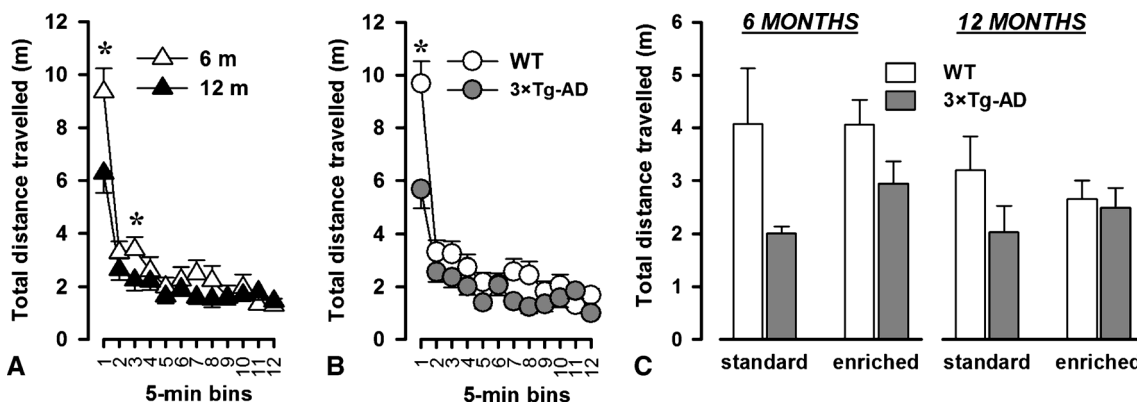 Total distance travelled (m)
12
10
8
6
4
2
0
*
*
6 m
12 m
1 2 3 4 5 6 7 8 9 10 11 12
5-min bins
A
Total distance travelled (m)
12
10
8
6
4
2
0
*
WT
3×Tg-AD
1 2 3 4 5 6 7 8 9 10 11 12
5-min bins
B
Total distance travelled (m)
6
5
4
3
2
1
0
6 MONTHS
12 MONTHS
WT
3×Tg-AD
standard enriched standard enriched
C